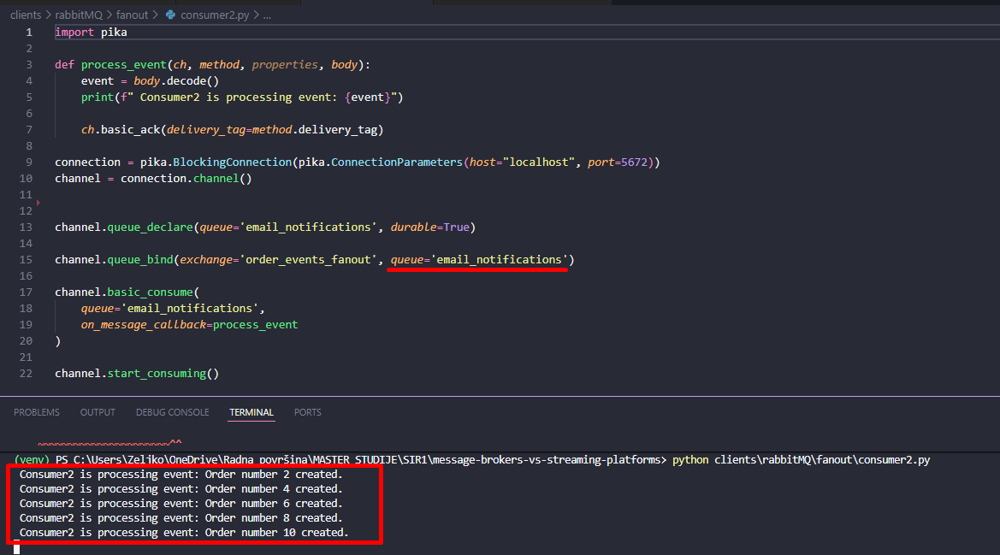 clients > rabbitMQ > fanout > consumer2.py > ...
1 import pika
2
3 def process_event(ch, method, properties, body):
4     event = body.decode()
5     print(f" Consumer2 is processing event: {event}")
6
7     ch.basic_ack(delivery_tag=method.delivery_tag)
8
9 connection = pika.BlockingConnection(pika.ConnectionParameters(host="localhost", port=5672))
10 channel = connection.channel()
11
12
13 channel.queue_declare(queue='email_notifications', durable=True)
14
15 channel.queue_bind(exchange='order_events_fanout', queue='email_notifications')
16
17 channel.basic_consume(
18     queue='email_notifications',
19     on_message_callback=process_event
20 )
21
22 channel.start_consuming()
PROBLEMS OUTPUT DEBUG CONSOLE TERMINAL PORTS
~~~~~~~~~~~~~~~~~~~~~~^^
(venv) PS C:\Users\Zeljko\OneDrive\Radna površina\MASTER STUDIJE\SIR1\message-brokers-vs-streaming-platforms> python clients\rabbitMQ\fanout\consumer2.py
Consumer2 is processing event: Order number 2 created.
Consumer2 is processing event: Order number 4 created.
Consumer2 is processing event: Order number 6 created.
Consumer2 is processing event: Order number 8 created.
Consumer2 is processing event: Order number 10 created.